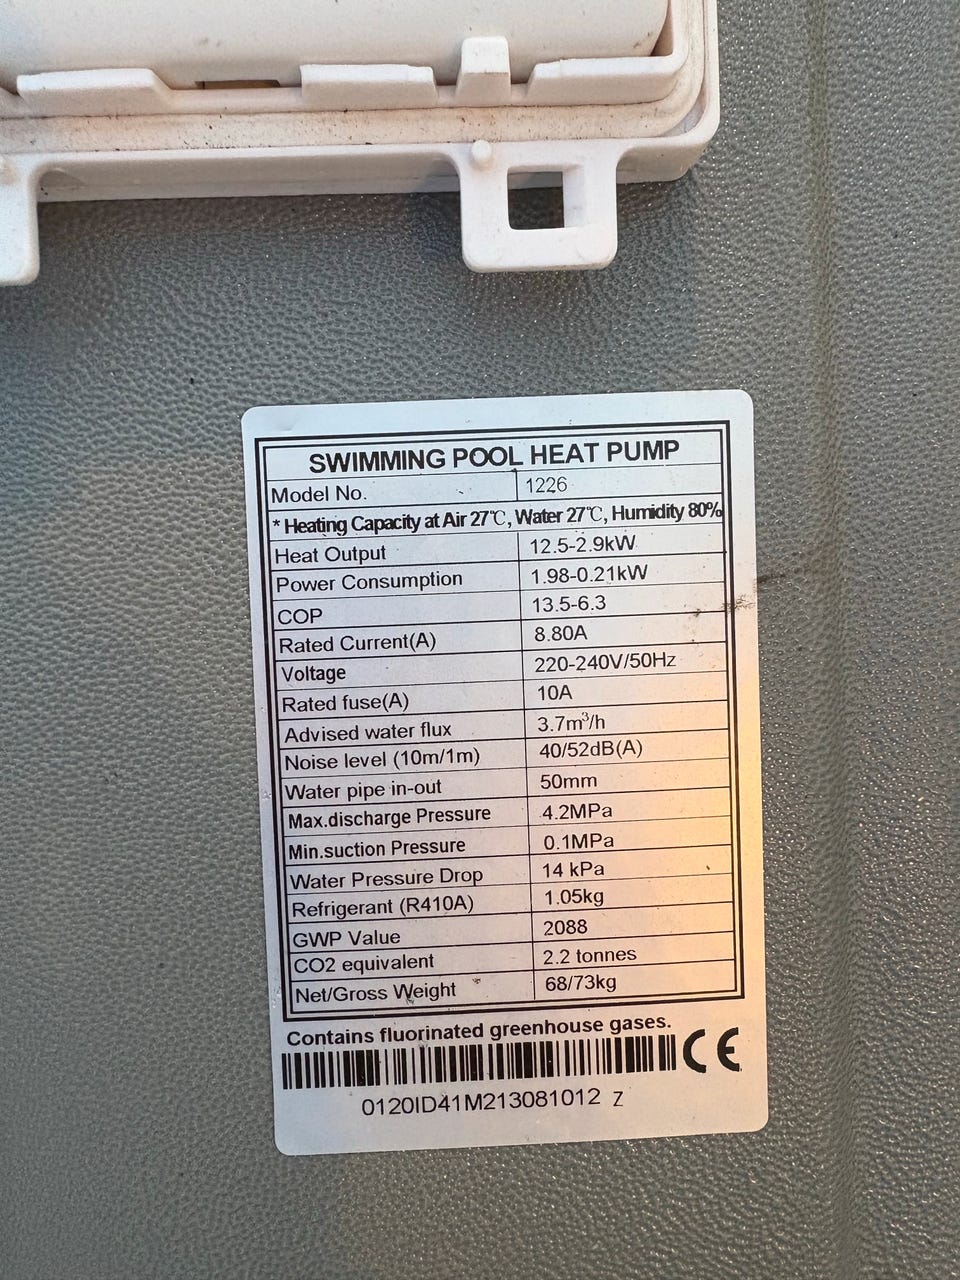 SWIMMING POOL HEAT PUMP
Model No. 1226
* Heating Capacity at Air 27℃, Water 27℃, Humidity 80%
Heat Output 12.5-2.9kW
Power Consumption 1.98-0.21kW
COP 13.5-6.3
Rated Current(A) 8.80A
Voltage 220-240V/50Hz
Rated fuse(A) 10A
Advised water flux 3.7m³/h
Noise level (10m/1m) 40/52dB(A)
Water pipe in-out 50mm
Max.discharge Pressure 4.2MPa
Min.suction Pressure 0.1MPa
Water Pressure Drop 14 kPa
Refrigerant (R410A) 1.05kg
GWP Value 2088
CO2 equivalent 2.2 tonnes
Net/Gross Weight 68/73kg
Contains fluorinated greenhouse gases.
CE
0120ID41M213081012 Z